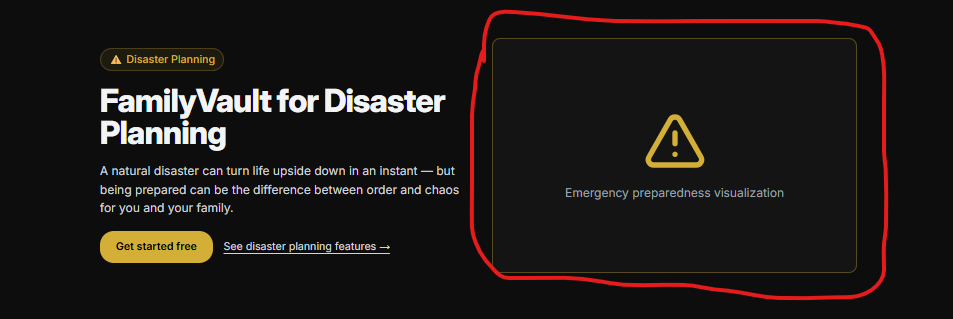 Disaster Planning
FamilyVault for Disaster
Planning
A natural disaster can turn life upside down in an instant — but
being prepared can be the difference between order and chaos
for you and your family.
Get started free
See disaster planning features →
Emergency preparedness visualization